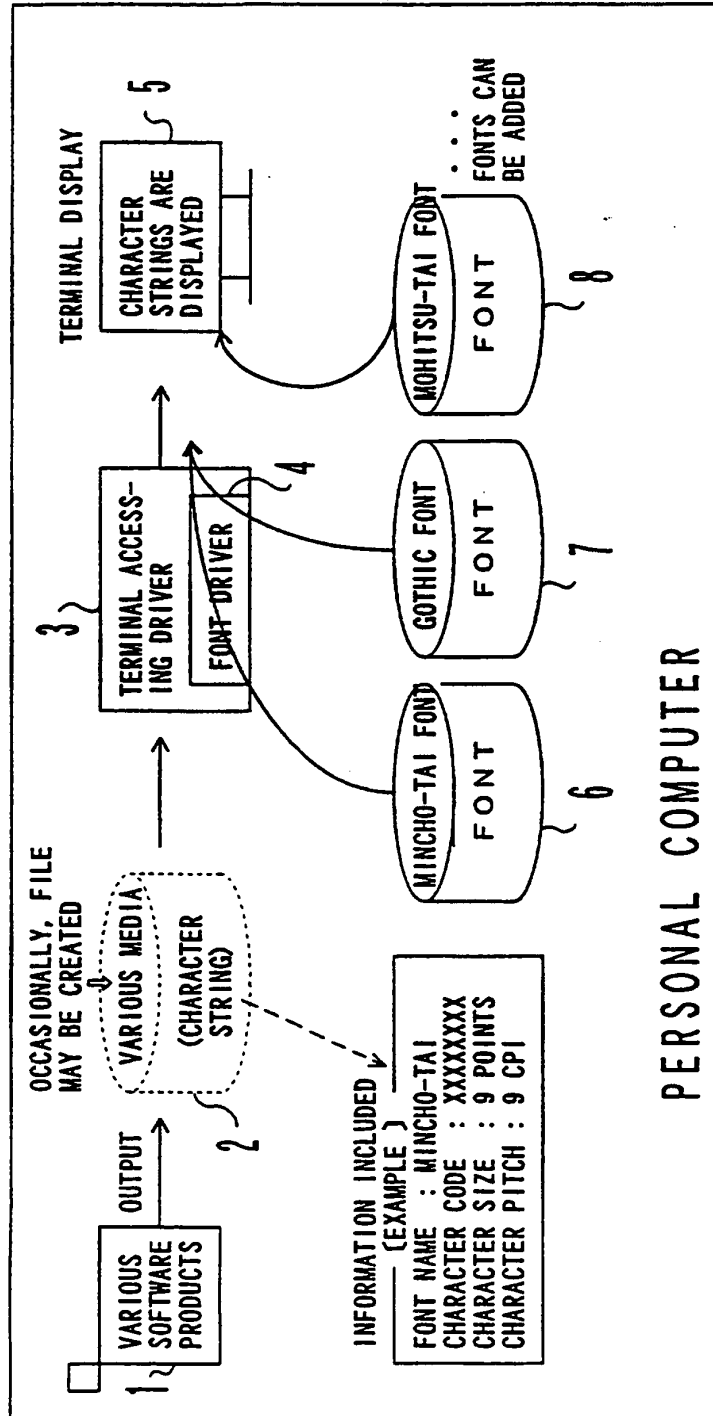 TERMINAL DISPLAY
OCCASIONALLY, FILE
MAY BE CREATED
VARIOUS
SOFTWARE
PRODUCTS
1
OUTPUT
VARIOUS MEDIA
(CHARACTER
STRING)
2
3
TERMINAL ACCESS-
ING DRIVER
FONT DRIVER
4
CHARACTER
STRINGS ARE
DISPLAYED
5
INFORMATION INCLUDED
(EXAMPLE )
FONT NAME : MINCHO-TAI
CHARACTER CODE : XXXXXXXX
CHARACTER SIZE : 9 POINTS
CHARACTER PITCH : 9 CPI
MINCHO-TAI FONT
FONT
6
GOTHIC FONT
FONT
7
MOHITSU-TAI FONT
FONT
8
• • •
FONTS CAN
BE ADDED
PERSONAL COMPUTER